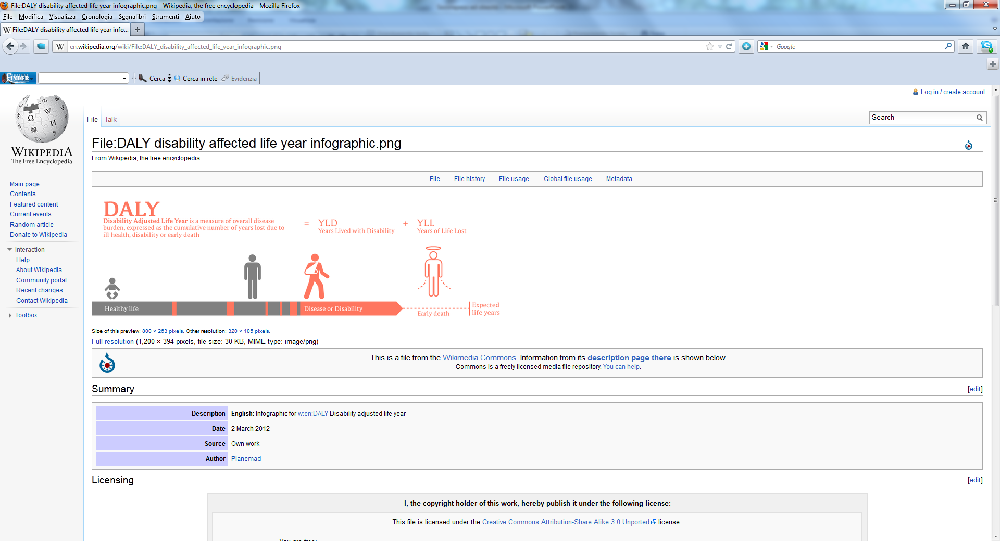 File:DALY disability affected life year infographic.png - Wikipedia, the free encyclopedia - Mozilla Firefox
File Modifica Visualizza Cronologia Segnalibri Strumenti Aiuto
W File:DALY disability affected life year info... +
W en.wikipedia.org/wiki/File:DALY_disability_affected_life_year_infographic.png Google
FINDER Cerca Cerca in rete Evidenzia
Log in / create account
File Talk Search
WIKIPEDIA
The Free Encyclopedia
Main page
Contents
Featured content
Current events
Random article
Donate to Wikipedia
Interaction
Help
About Wikipedia
Community portal
Recent changes
Contact Wikipedia
Toolbox
File:DALY disability affected life year infographic.png
From Wikipedia, the free encyclopedia
File File history File usage Global file usage Metadata
DALY
Disability Adjusted Life Year is a measure of overall disease
burden, expressed as the cumulative number of years lost due to
ill-health, disability or early death
= YLD + YLL
Years Lived with Disability Years of Life Lost
Healthy life Disease or Disability Early death
Expected
life years
Size of this preview: 800 × 263 pixels. Other resolution: 320 × 105 pixels.
Full resolution (1,200 × 394 pixels, file size: 30 KB, MIME type: image/png)
This is a file from the Wikimedia Commons. Information from its description page there is shown below.
Commons is a freely licensed media file repository. You can help.
Summary [edit]
Description English: Infographic for w:en:DALY Disability adjusted life year
Date 2 March 2012
Source Own work
Author Planemad
Licensing [edit]
I, the copyright holder of this work, hereby publish it under the following license:
This file is licensed under the Creative Commons Attribution-Share Alike 3.0 Unported license.